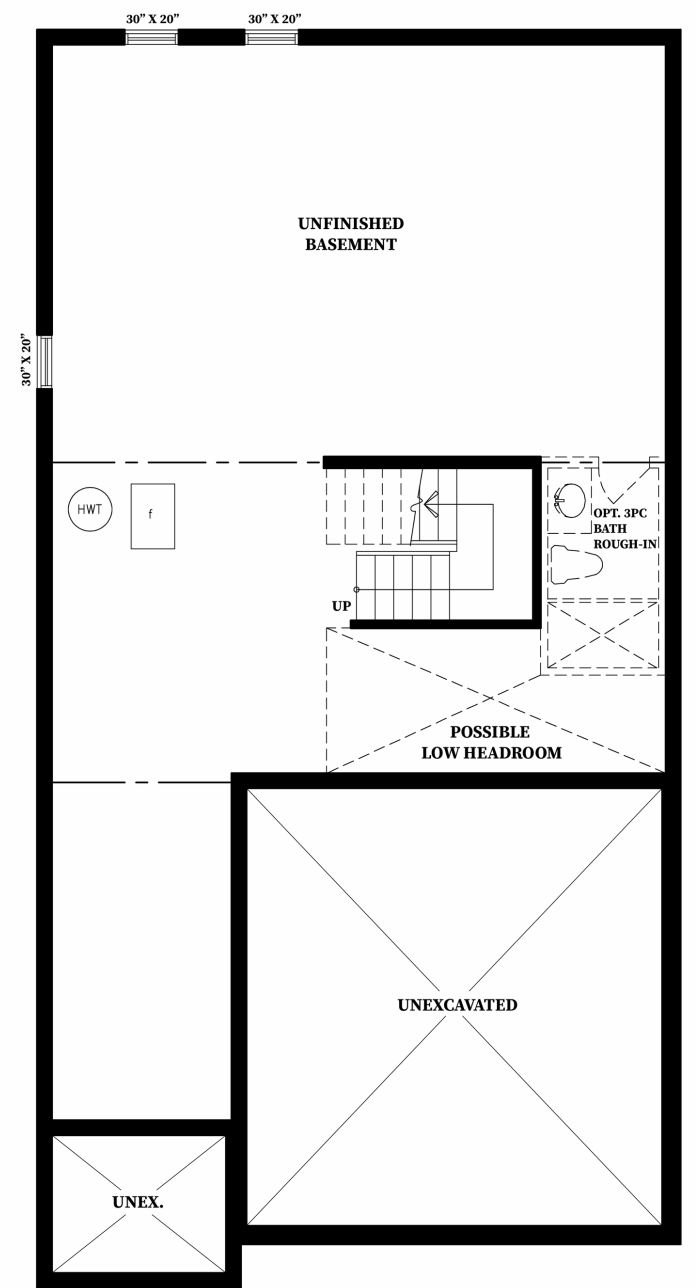 30” X 20”
30” X 20”
UNFINISHED
BASEMENT
30” X 20”
HWT
f
OPT. 3PC
BATH
ROUGH-IN
UP
POSSIBLE
LOW HEADROOM
UNEXCAVATED
UNEX.